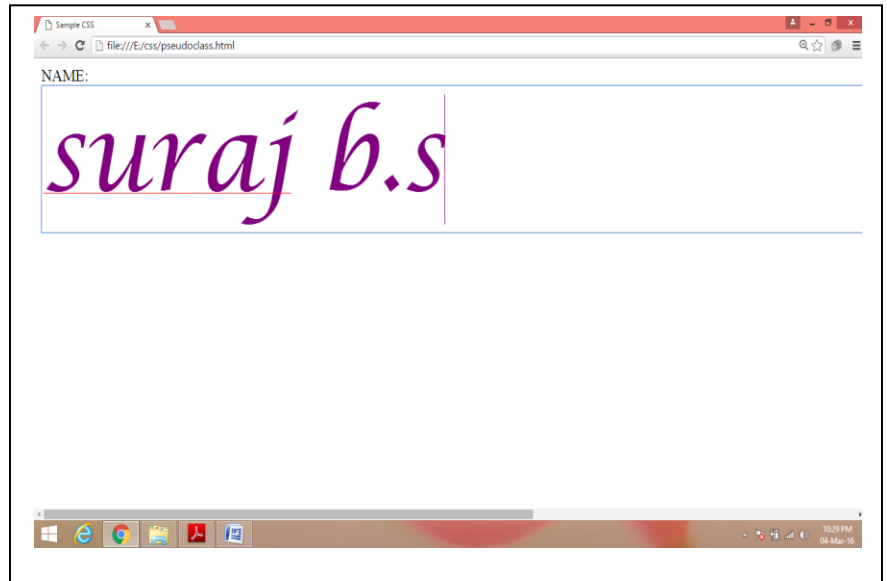 Sample CSS
file:///E:/css/pseudoclass.html
NAME:
suraj b.s
10:29 PM
04-Mar-16